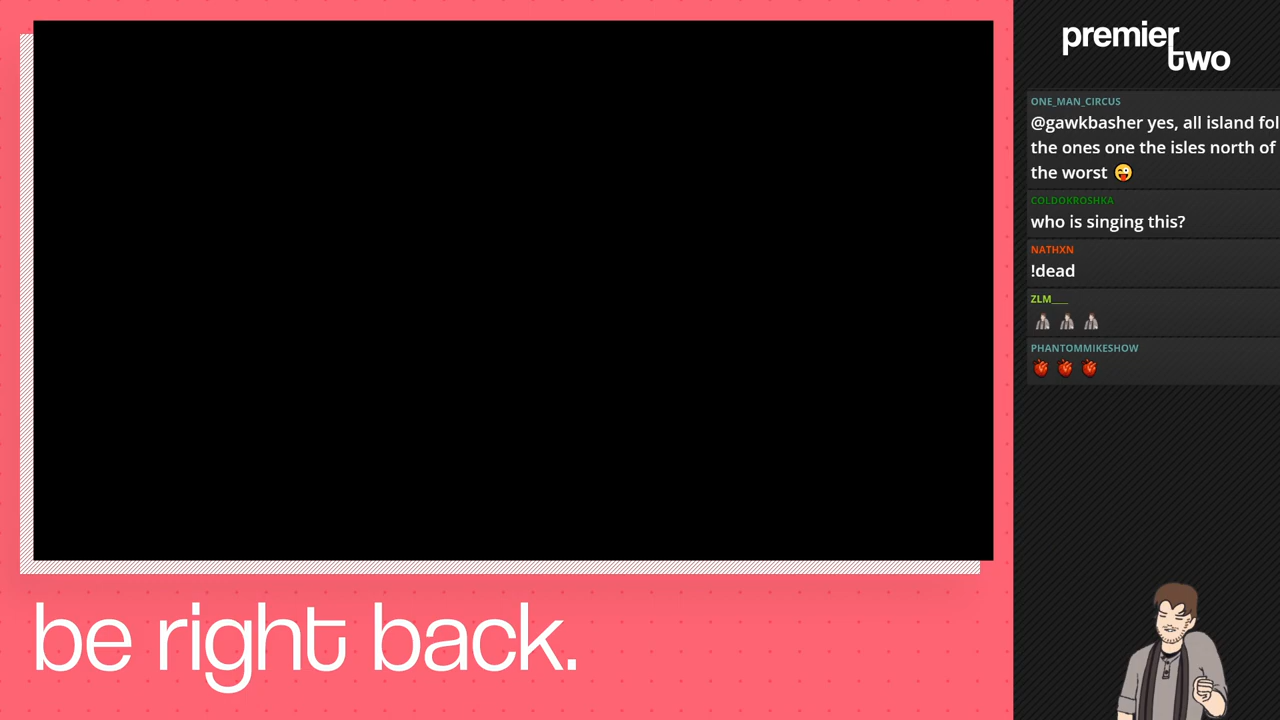 premier
two
ONE_MAN_CIRCUS
@gawkbasher yes, all island fol
the ones one the isles north of
the worst 😜
COLDOKROSHKA
who is singing this?
NATHXN
!dead
ZLM___
PHANTOMMIKESHOW
be right back.